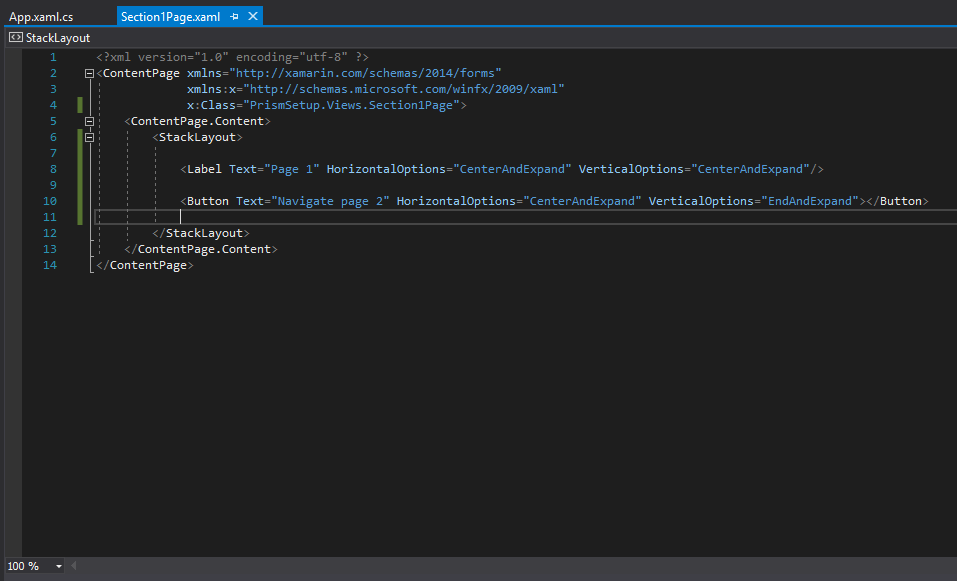 App.xaml.cs
Section1Page.xaml
StackLayout
1 <?xml version="1.0" encoding="utf-8" ?>
2 <ContentPage xmlns="http://xamarin.com/schemas/2014/forms"
3 xmlns:x="http://schemas.microsoft.com/winfx/2009/xaml"
4 x:Class="PrismSetup.Views.Section1Page">
5 <ContentPage.Content>
6 <StackLayout>
7
8 <Label Text="Page 1" HorizontalOptions="CenterAndExpand" VerticalOptions="CenterAndExpand"/>
9
10 <Button Text="Navigate page 2" HorizontalOptions="CenterAndExpand" VerticalOptions="EndAndExpand"></Button>
11
12 </StackLayout>
13 </ContentPage.Content>
14 </ContentPage>
100 %